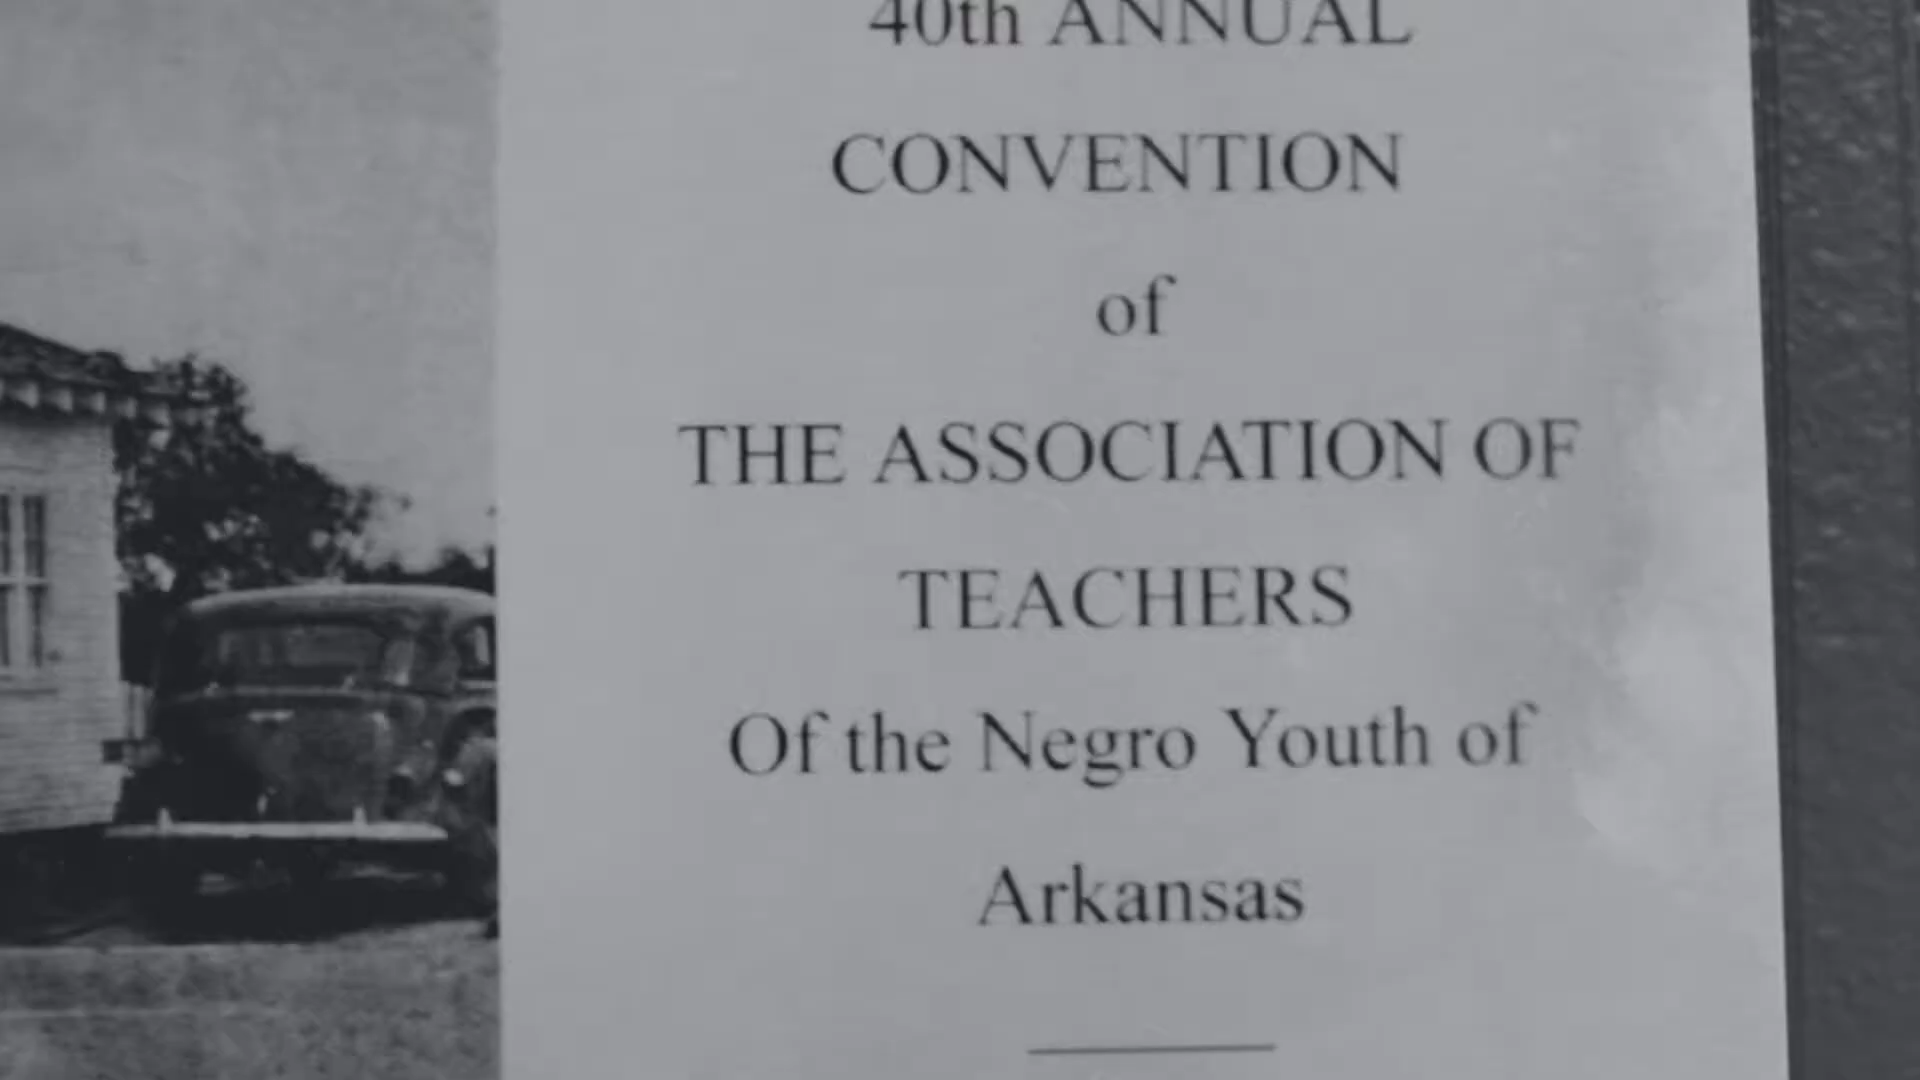 40th ANNUAL
CONVENTION
of
THE ASSOCIATION OF
TEACHERS
Of the Negro Youth of
Arkansas